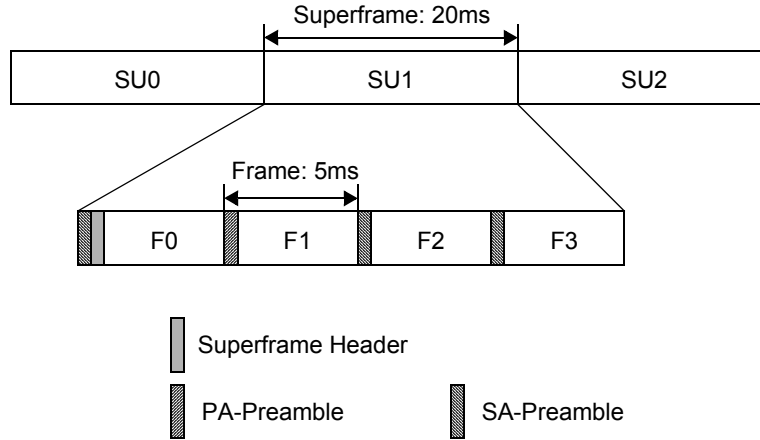 Superframe: 20ms
SU0 SU1 SU2
Frame: 5ms
F0 F1 F2 F3
Superframe Header
PA-Preamble SA-Preamble